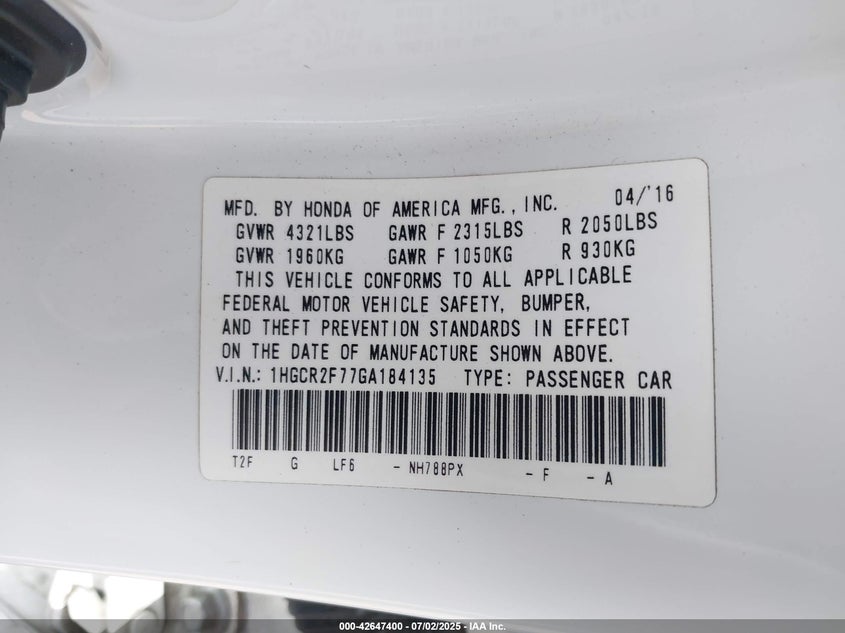 MFD. BY HONDA OF AMERICA MFG., INC. 04/'16
GVWR 4321LBS GAWR F 2315LBS R 2050LBS
GVWR 1960KG GAWR F 1050KG R 930KG
THIS VEHICLE CONFORMS TO ALL APPLICABLE
FEDERAL MOTOR VEHICLE SAFETY, BUMPER,
AND THEFT PREVENTION STANDARDS IN EFFECT
ON THE DATE OF MANUFACTURE SHOWN ABOVE.
V.I.N.: 1HGCR2F77GA184135 TYPE: PASSENGER CAR
T2F G LF6 - NH788PX - F - A
000-42647400 - 07/02/2025 - IAA Inc.